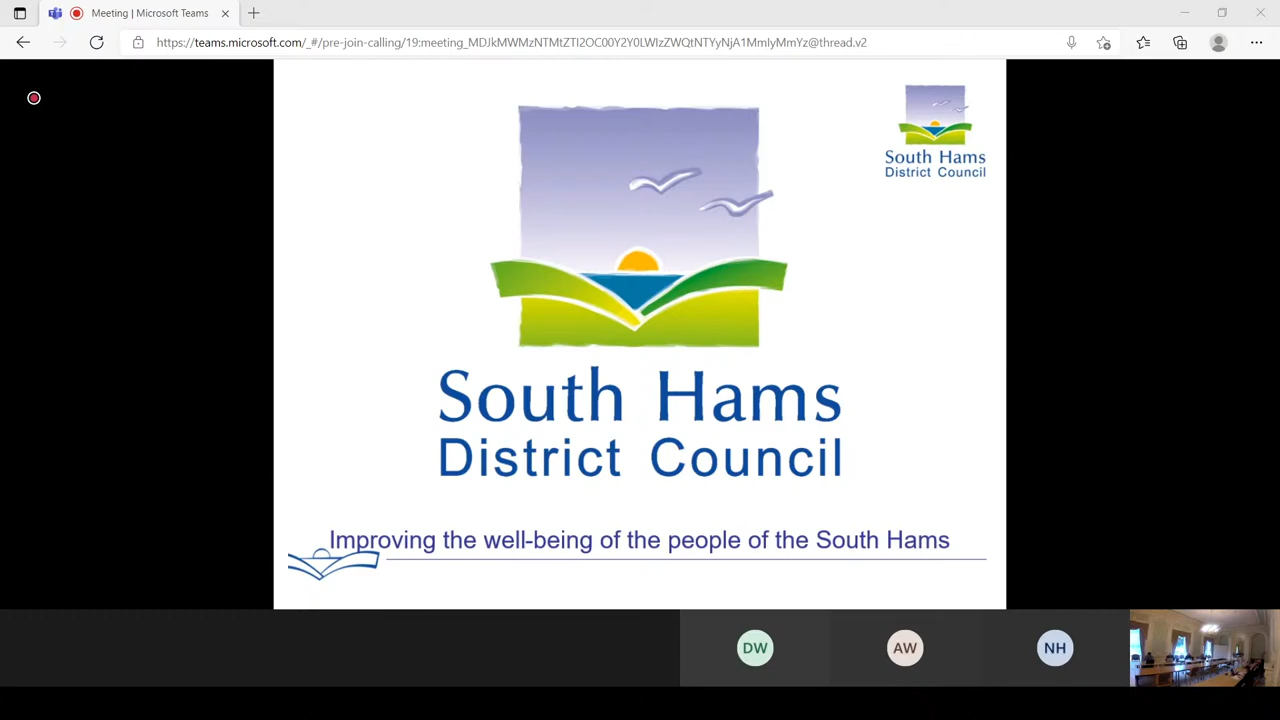 Meeting | Microsoft Teams
https://teams.microsoft.com/_#/pre-join-calling/19:meeting_MDJkMWMzNTMtZTI2OC00Y2Y0LWIzZWQtNTYyNjA1MmIyMmYz@thread.v2
South Hams
District Council
South Hams
District Council
Improving the well-being of the people of the South Hams
DW
AW
NH